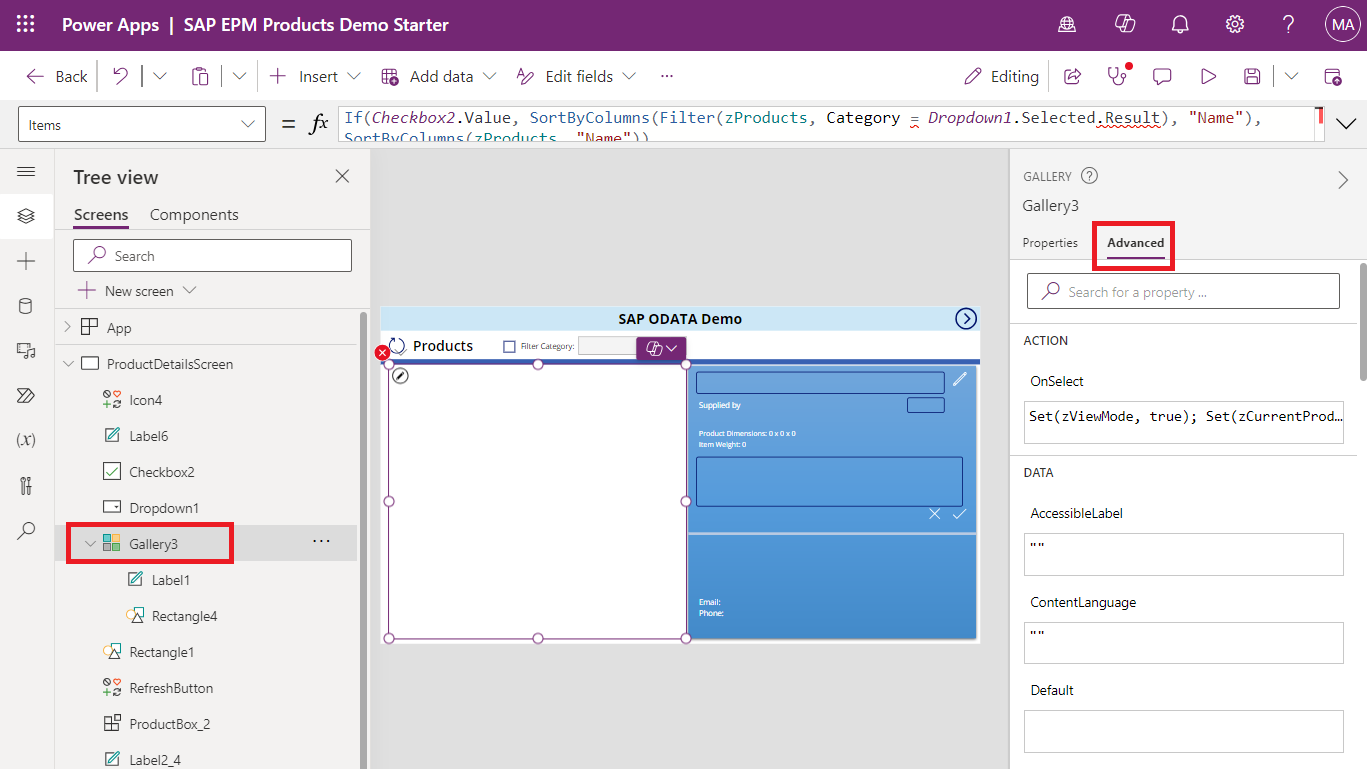 Power Apps | SAP EPM Products Demo Starter
MA
Back
Insert
Add data
Edit fields
...
Editing
Items
= fx
If(Checkbox2.Value, SortByColumns(Filter(zProducts, Category = Dropdown1.Selected.Result), "Name"),
SortByColumns(zProducts, "Name"))
Tree view
Screens
Components
Search
New screen
App
ProductDetailsScreen
Icon4
Label6
Checkbox2
Dropdown1
Gallery3
...
Label1
Rectangle4
Rectangle1
RefreshButton
ProductBox_2
Label2_4
(x)
SAP ODATA Demo
Products
Filter Category:
Supplied by
Product Dimensions: 0 x 0 x 0
Item Weight: 0
Email:
Phone:
GALLERY
Gallery3
Properties
Advanced
Search for a property ...
ACTION
OnSelect
Set(zViewMode, true); Set(zCurrentProd...
DATA
AccessibleLabel
""
ContentLanguage
""
Default